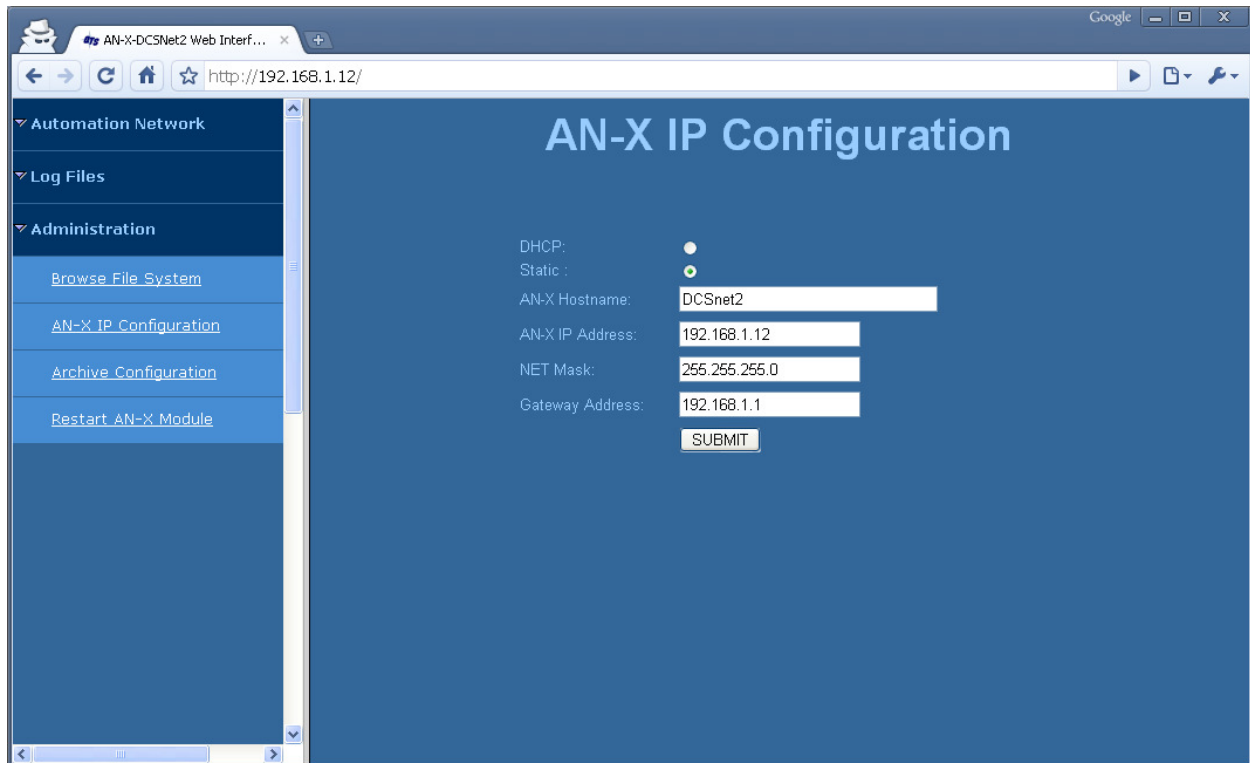 Google
AN-X-DCSNet2 Web Interf...
http://192.168.1.12/
Automation Network
Log Files
Administration
Browse File System
AN-X IP Configuration
Archive Configuration
Restart AN-X Module
AN-X IP Configuration
DHCP:
Static :
AN-X Hostname: DCSnet2
AN-X IP Address: 192.168.1.12
NET Mask: 255.255.255.0
Gateway Address: 192.168.1.1
SUBMIT